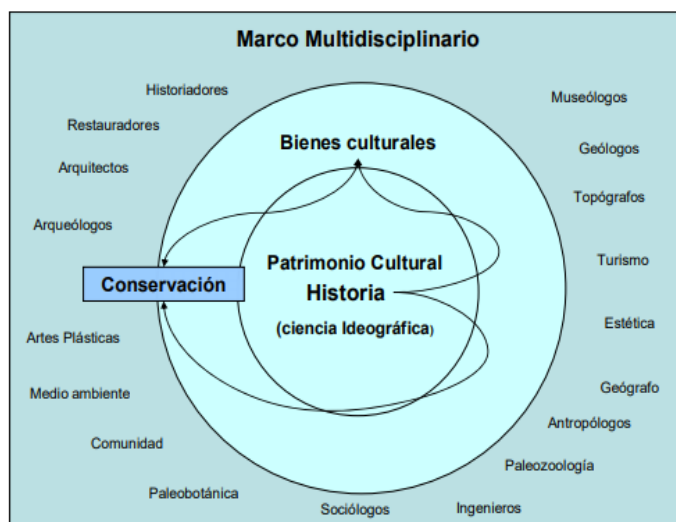 Marco Multidisciplinario
Historiadores
Museólogos
Restauradores
Bienes culturales
Geólogos
Arquitectos
Topógrafos
Arqueólogos
Patrimonio Cultural
Turismo
Conservación
Historia
(ciencia Ideográfica)
Artes Plásticas
Estética
Medio ambiente
Geógrafo
Antropólogos
Comunidad
Paleozoología
Paleobotánica
Sociólogos
Ingenieros